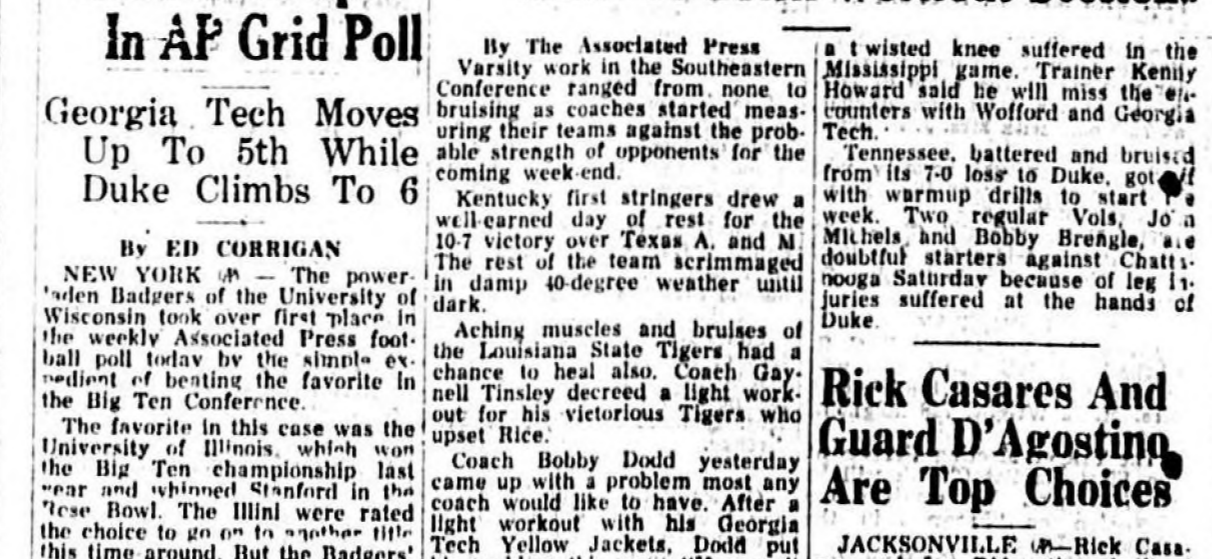 In AP Grid Poll
Georgia Tech Moves
Up To 5th While
Duke Climbs To 6
By ED CORRIGAN
NEW YORK (AP) — The power-
laden Badgers of the University of
Wisconsin took over first place in
the weekly Associated Press foot-
ball poll today by the simple ex-
pedient of beating the favorite in
the Big Ten Conference.
The favorite in this case was the
University of Illinois, which won
the Big Ten championship last
year and whipped Stanford in the
Rose Bowl. The Illini were rated
the choice to go on to another title
this time around. But the Badgers'
By The Associated Press
Varsity work in the Southeastern
Conference ranged from none to
bruising as coaches started meas-
uring their teams against the prob-
able strength of opponents for the
coming week-end.
Kentucky first stringers drew a
well-earned day of rest for the
10-7 victory over Texas A. and M.
The rest of the team scrimmaged
in damp 40-degree weather until
dark.
Aching muscles and bruises of
the Louisiana State Tigers had a
chance to heal also. Coach Gay-
nell Tinsley decreed a light work-
out for his victorious Tigers who
upset Rice.
Coach Bobby Dodd yesterday
came up with a problem most any
coach would like to have. After a
light workout with his Georgia
Tech Yellow Jackets, Dodd put
a twisted knee suffered in the
Mississippi game. Trainer Kenny
Howard said he will miss the en-
counters with Wofford and Georgia
Tech.
Tennessee, battered and bruised
from its 7-0 loss to Duke, got off
with warmup drills to start the
week. Two regular Vols, John
Michels and Bobby Brengle, are
doubtful starters against Chatta-
nooga Saturday because of leg in-
juries suffered at the hands of
Duke.
Rick Casares And
Guard D'Agostino
Are Top Choices
JACKSONVILLE (AP)—Rick Casa-